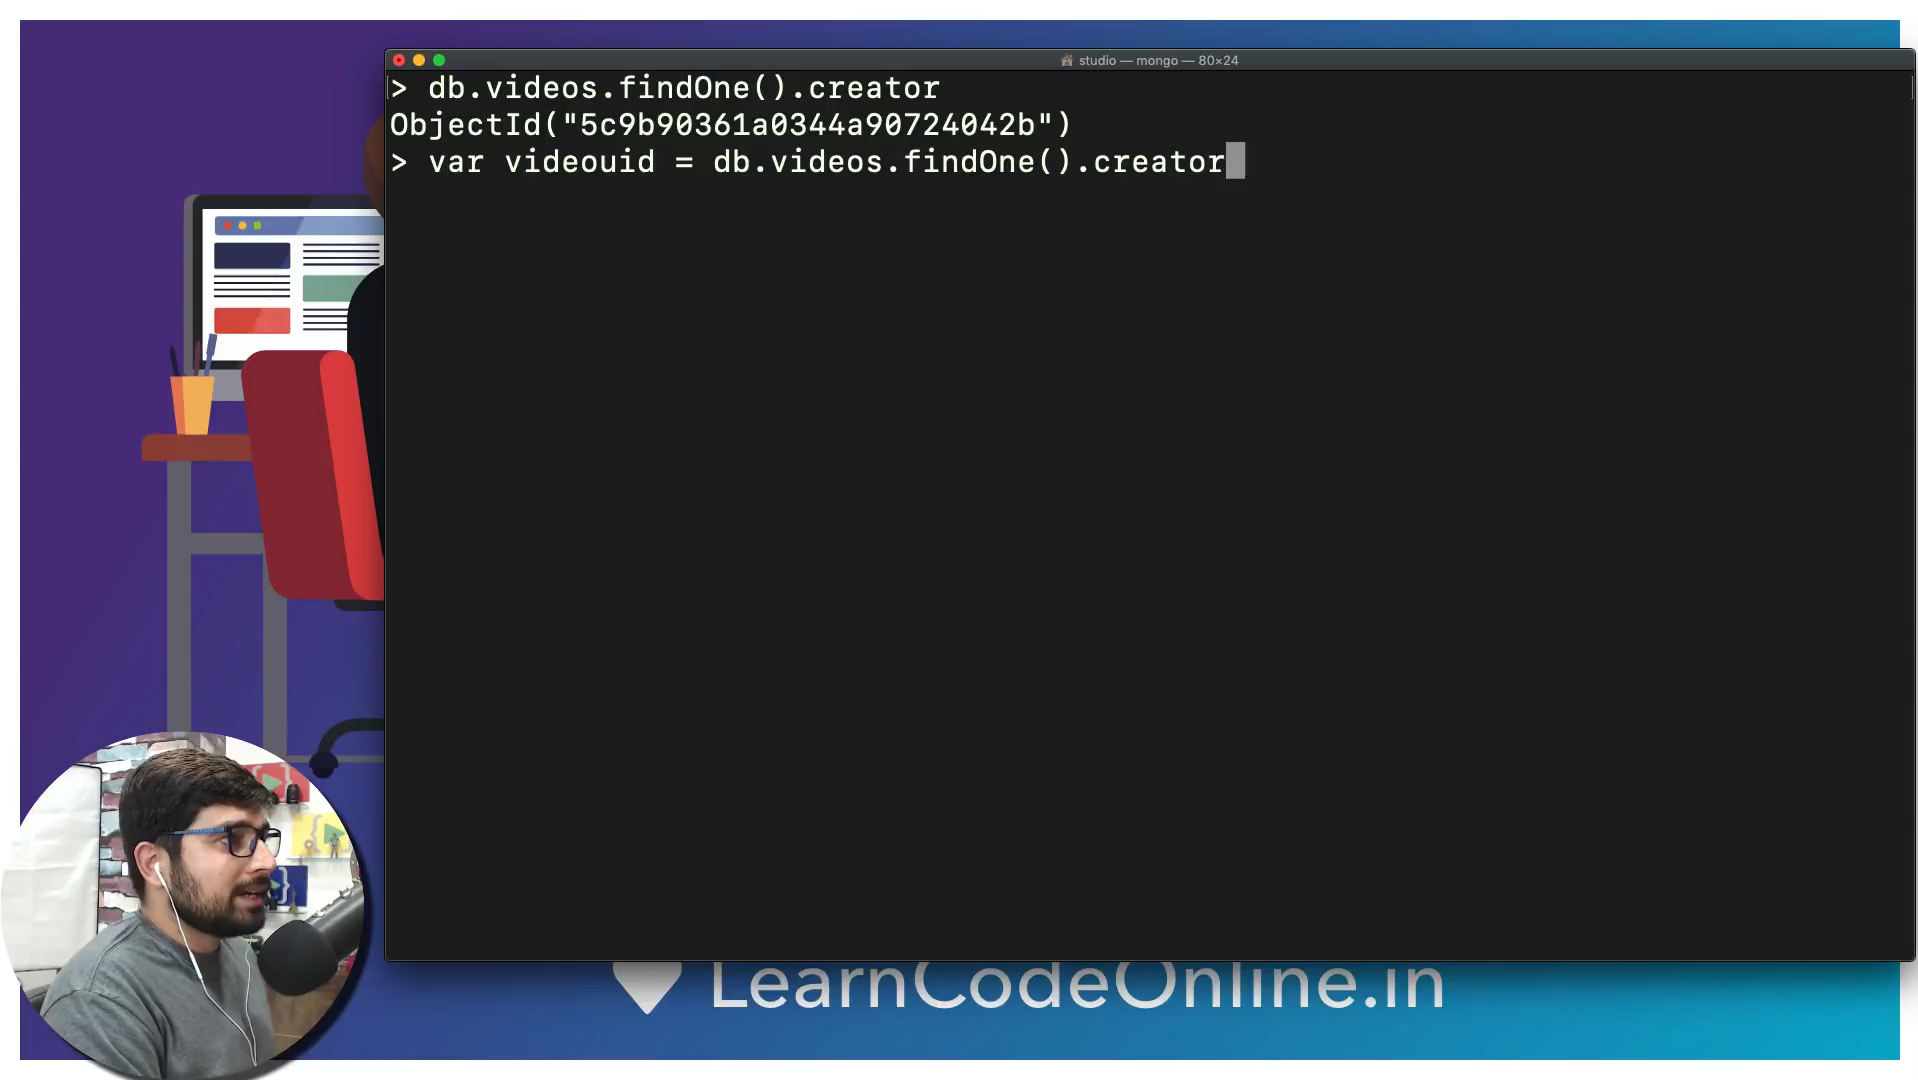 studio — mongo — 80×24
> db.videos.findOne().creator
ObjectId("5c9b90361a0344a90724042b")
> var videouid = db.videos.findOne().creator
LearnCodeOnline.in